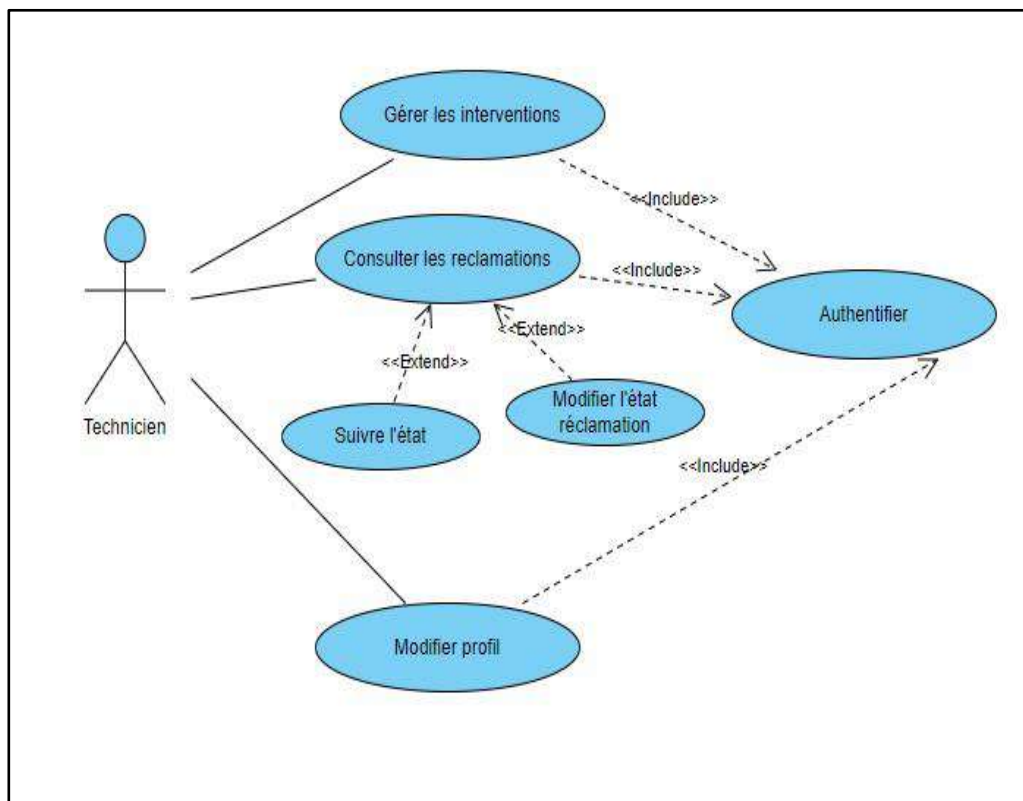 Gérer les interventions
<<Include>>
Consulter les reclamations
<<Include>>
Authentifier
<<Extend>>
<<Extend>>
Technicien
Suivre l'état
Modifier l'état
réclamation
<<Include>>
Modifier profil